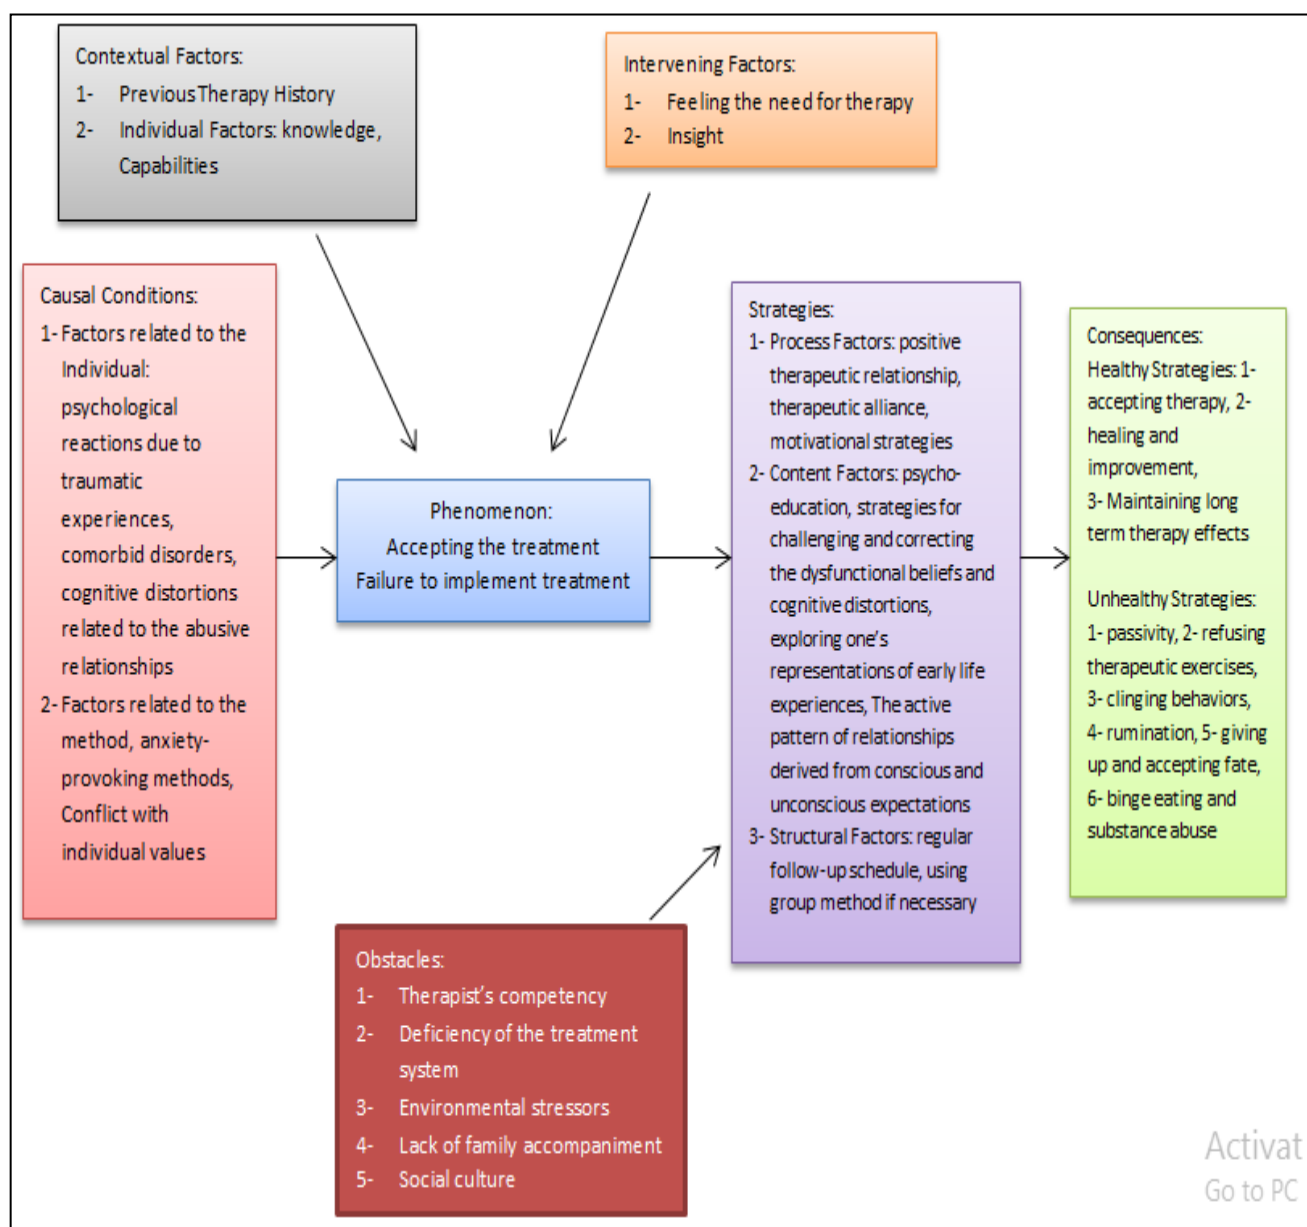 Contextual Factors:
1- Previous Therapy History
2- Individual Factors: knowledge,
Capabilities
Intervening Factors:
1- Feeling the need for therapy
2- Insight
Causal Conditions:
1- Factors related to the
Individual:
psychological
reactions due to
traumatic
experiences,
comorbid disorders,
cognitive distortions
related to the abusive
relationships
2- Factors related to the
method, anxiety-
provoking methods,
Conflict with
individual values
Phenomenon:
Accepting the treatment
Failure to implement treatment
Strategies:
1- Process Factors: positive
therapeutic relationship,
therapeutic alliance,
motivational strategies
2- Content Factors: psycho-
education, strategies for
challenging and correcting
the dysfunctional beliefs and
cognitive distortions,
exploring one's
representations of early life
experiences, The active
pattern of relationships
derived from conscious and
unconscious expectations
3- Structural Factors: regular
follow-up schedule, using
group method if necessary
Consequences:
Healthy Strategies: 1-
accepting therapy, 2-
healing and
improvement,
3- Maintaining long
term therapy effects
Unhealthy Strategies:
1- passivity, 2- refusing
therapeutic exercises,
3- clinging behaviors,
4- rumination, 5- giving
up and accepting fate,
6- binge eating and
substance abuse
Obstacles:
1- Therapist's competency
2- Deficiency of the treatment
system
3- Environmental stressors
4- Lack of family accompaniment
5- Social culture
Activat
Go to PC